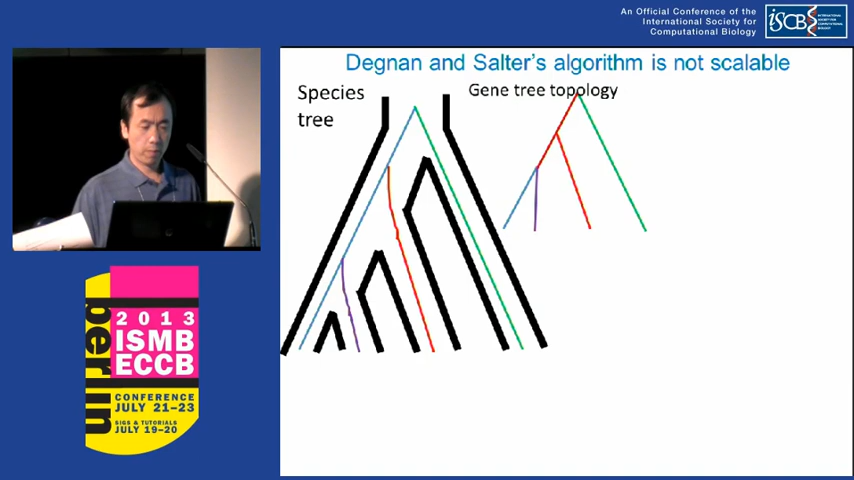 An Official Conference of the
International Society for
Computational Biology
ISCB
INTERNATIONAL
SOCIETY FOR
COMPUTATIONAL
BIOLOGY
Degnan and Salter's algorithm is not scalable
Species
tree
Gene tree topology
berlin
2013
ISMB
ECCB
CONFERENCE
JULY 21–23
SIGS & TUTORIALS
JULY 19–20